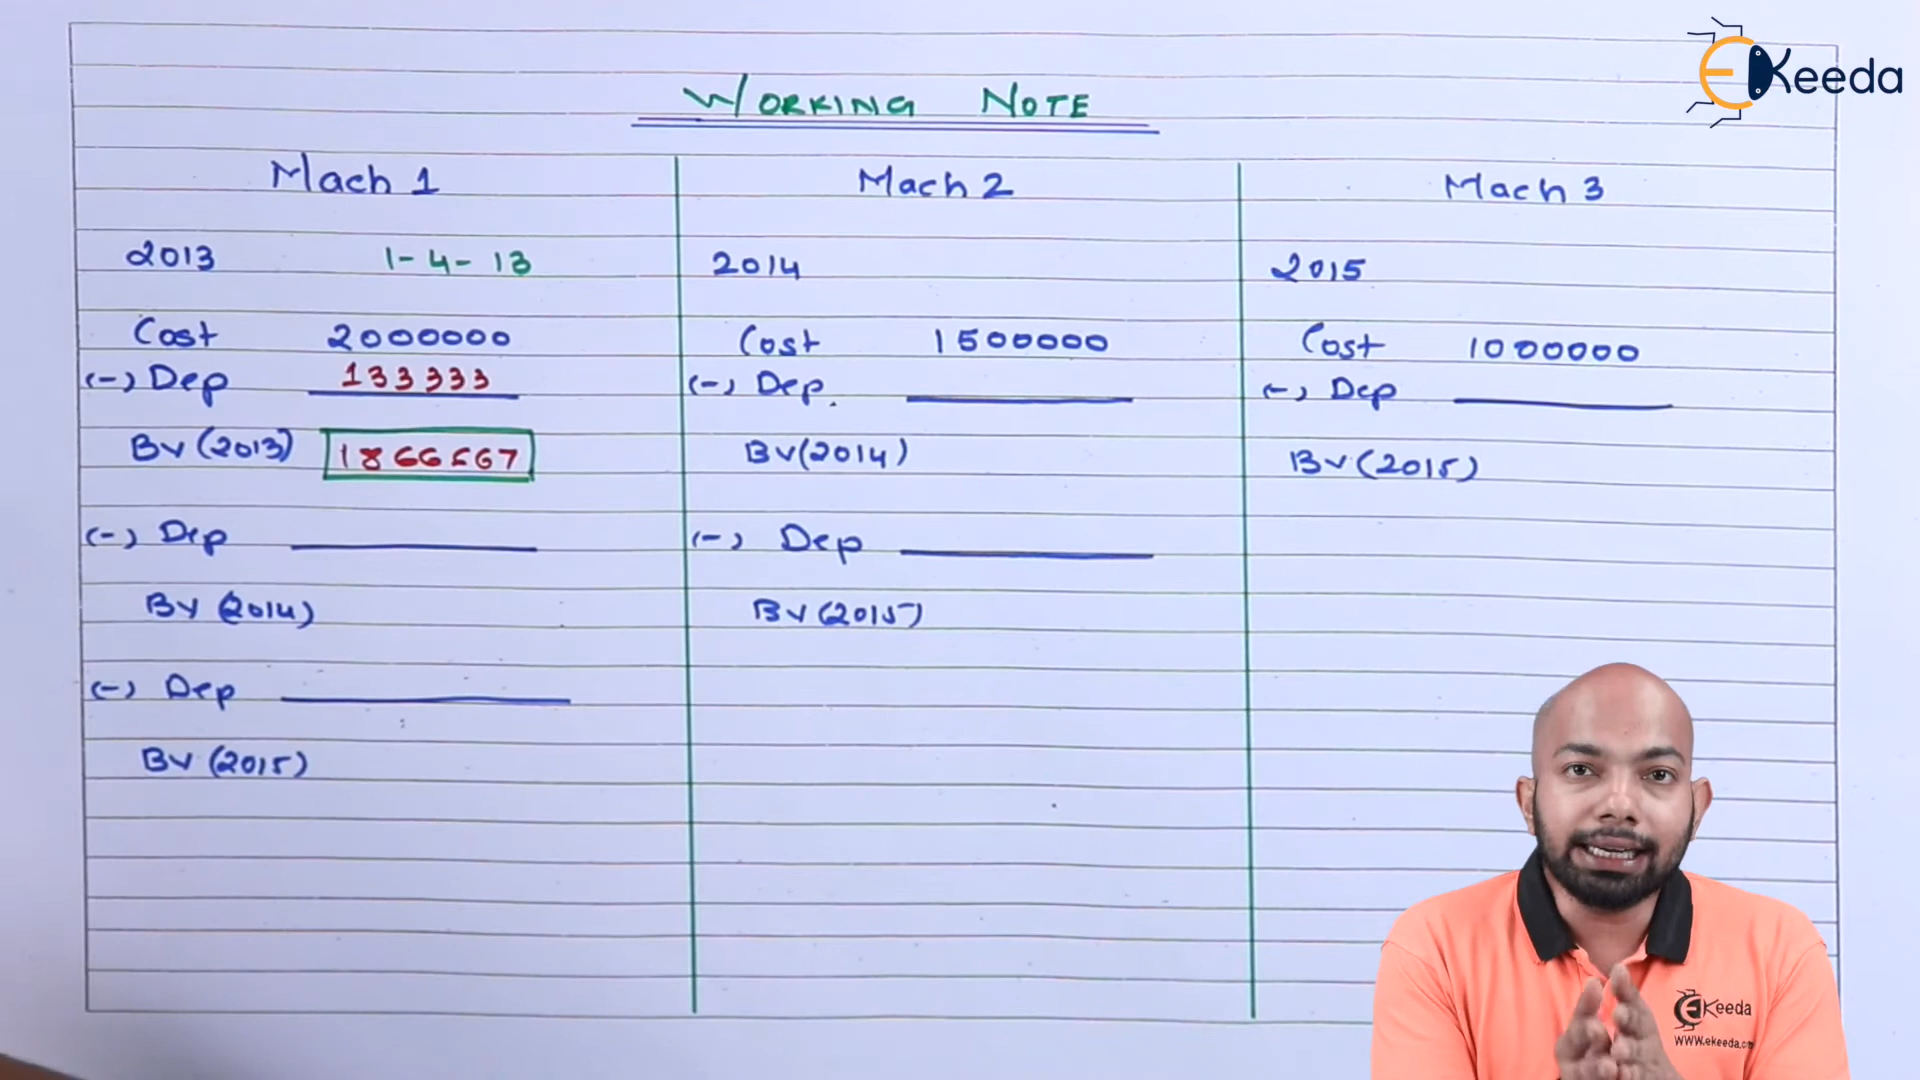 EKeeda
WORKING NOTE
Mach 1
2013 1-4-13
Cost 2000000
(-) Dep 133333
BV (2013) 1866667
(-) Dep
BV (2014)
(-) Dep
BV (2015)
Mach 2
2014
Cost 1500000
(-) Dep.
BV (2014)
(-) Dep
BV (2015)
Mach 3
2015
Cost 1000000
(-) Dep
BV (2015)
EKeeda
www.ekeeda.com